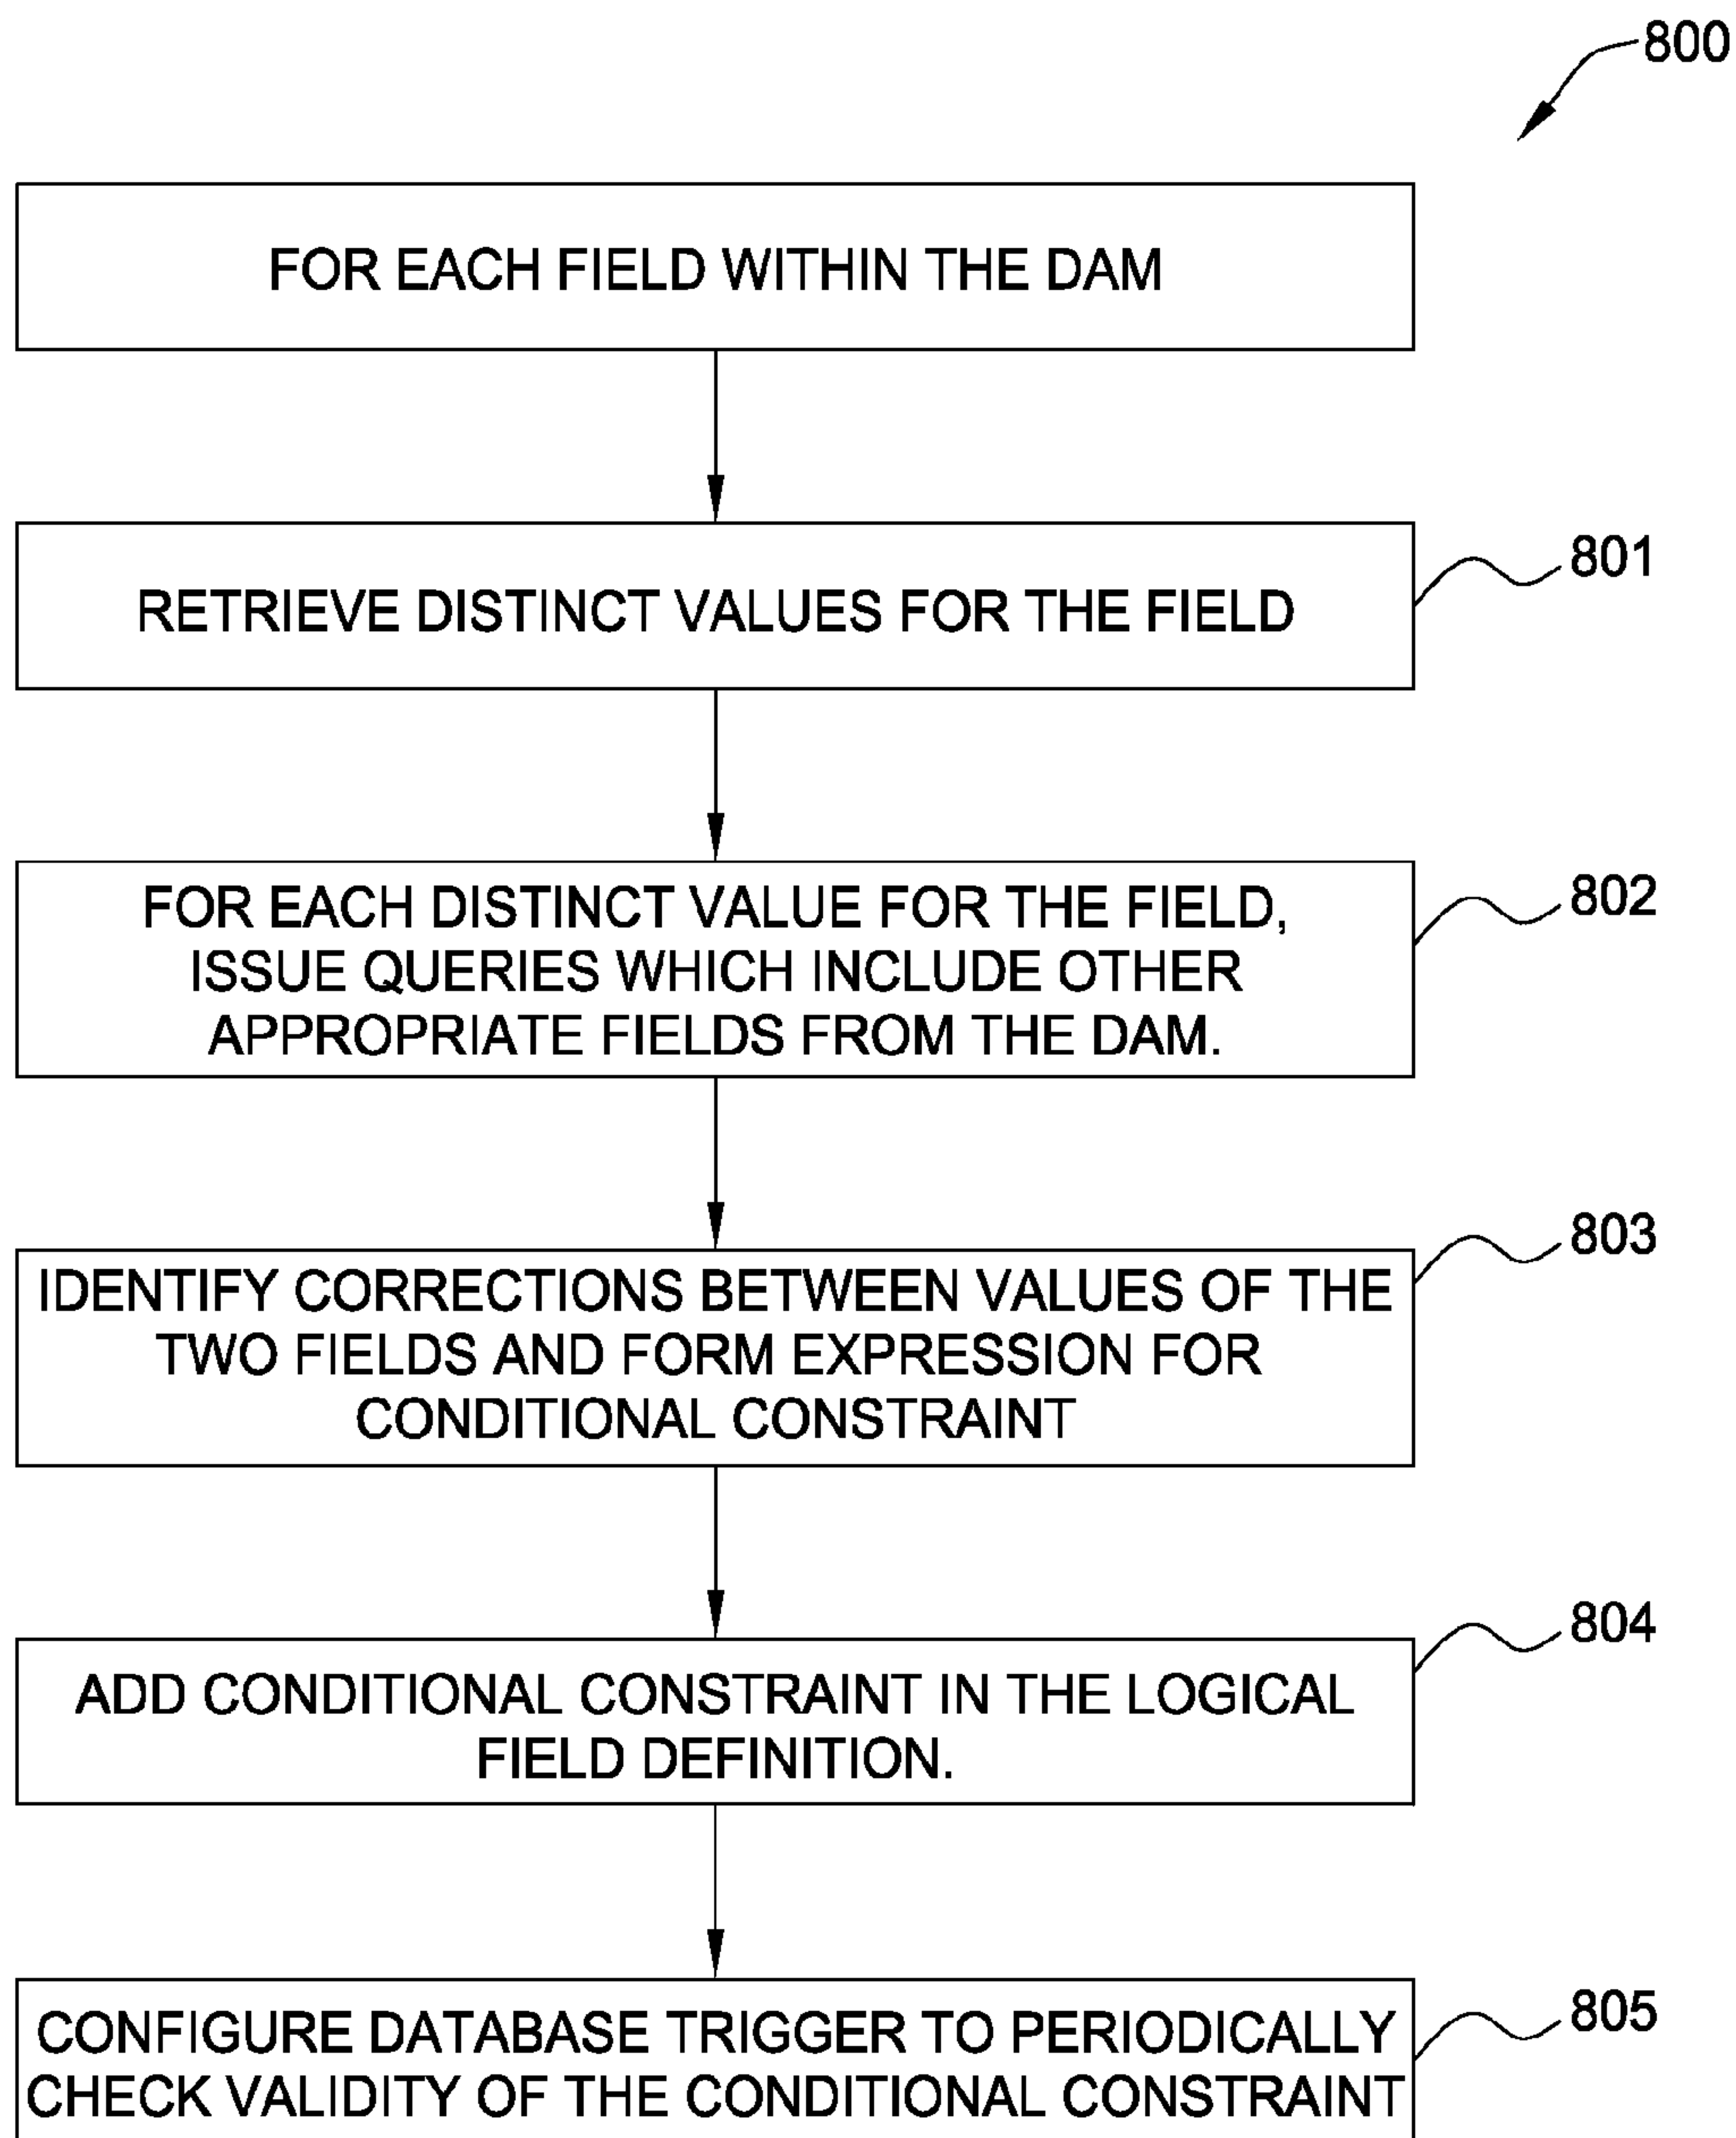 800
FOR EACH FIELD WITHIN THE DAM
RETRIEVE DISTINCT VALUES FOR THE FIELD
801
FOR EACH DISTINCT VALUE FOR THE FIELD,
ISSUE QUERIES WHICH INCLUDE OTHER
APPROPRIATE FIELDS FROM THE DAM.
802
IDENTIFY CORRECTIONS BETWEEN VALUES OF THE
TWO FIELDS AND FORM EXPRESSION FOR
CONDITIONAL CONSTRAINT
803
ADD CONDITIONAL CONSTRAINT IN THE LOGICAL
FIELD DEFINITION.
804
CONFIGURE DATABASE TRIGGER TO PERIODICALLY
CHECK VALIDITY OF THE CONDITIONAL CONSTRAINT
805